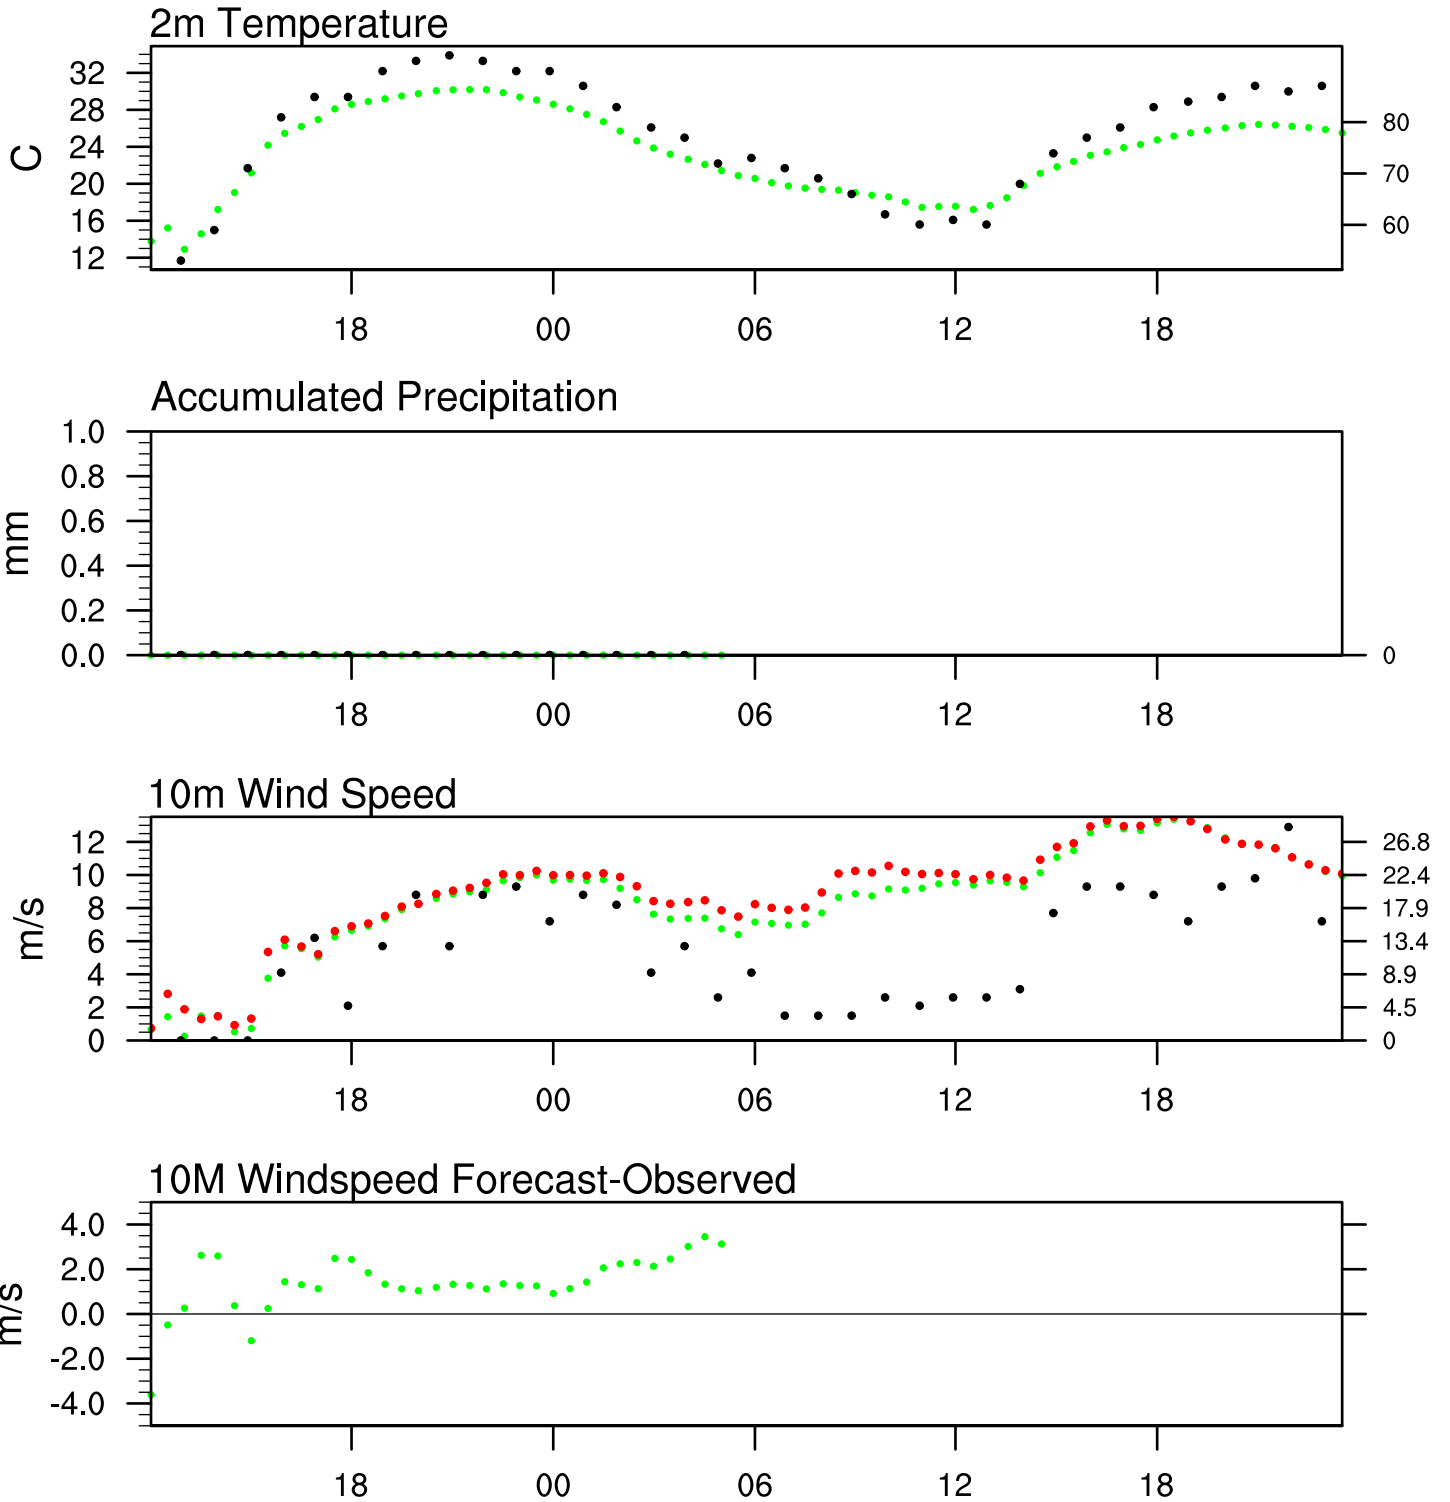 2m Temperature
32
28
24
20
16
12
C
80
70
60
18 00 06 12 18
Accumulated Precipitation
1.0
0.8
0.6
0.4
0.2
0.0
mm
0
18 00 06 12 18
10m Wind Speed
12
10
8
6
4
2
0
m/s
26.8
22.4
17.9
13.4
8.9
4.5
0
18 00 06 12 18
10M Windspeed Forecast-Observed
4.0
2.0
0.0
-2.0
-4.0
m/s
18 00 06 12 18